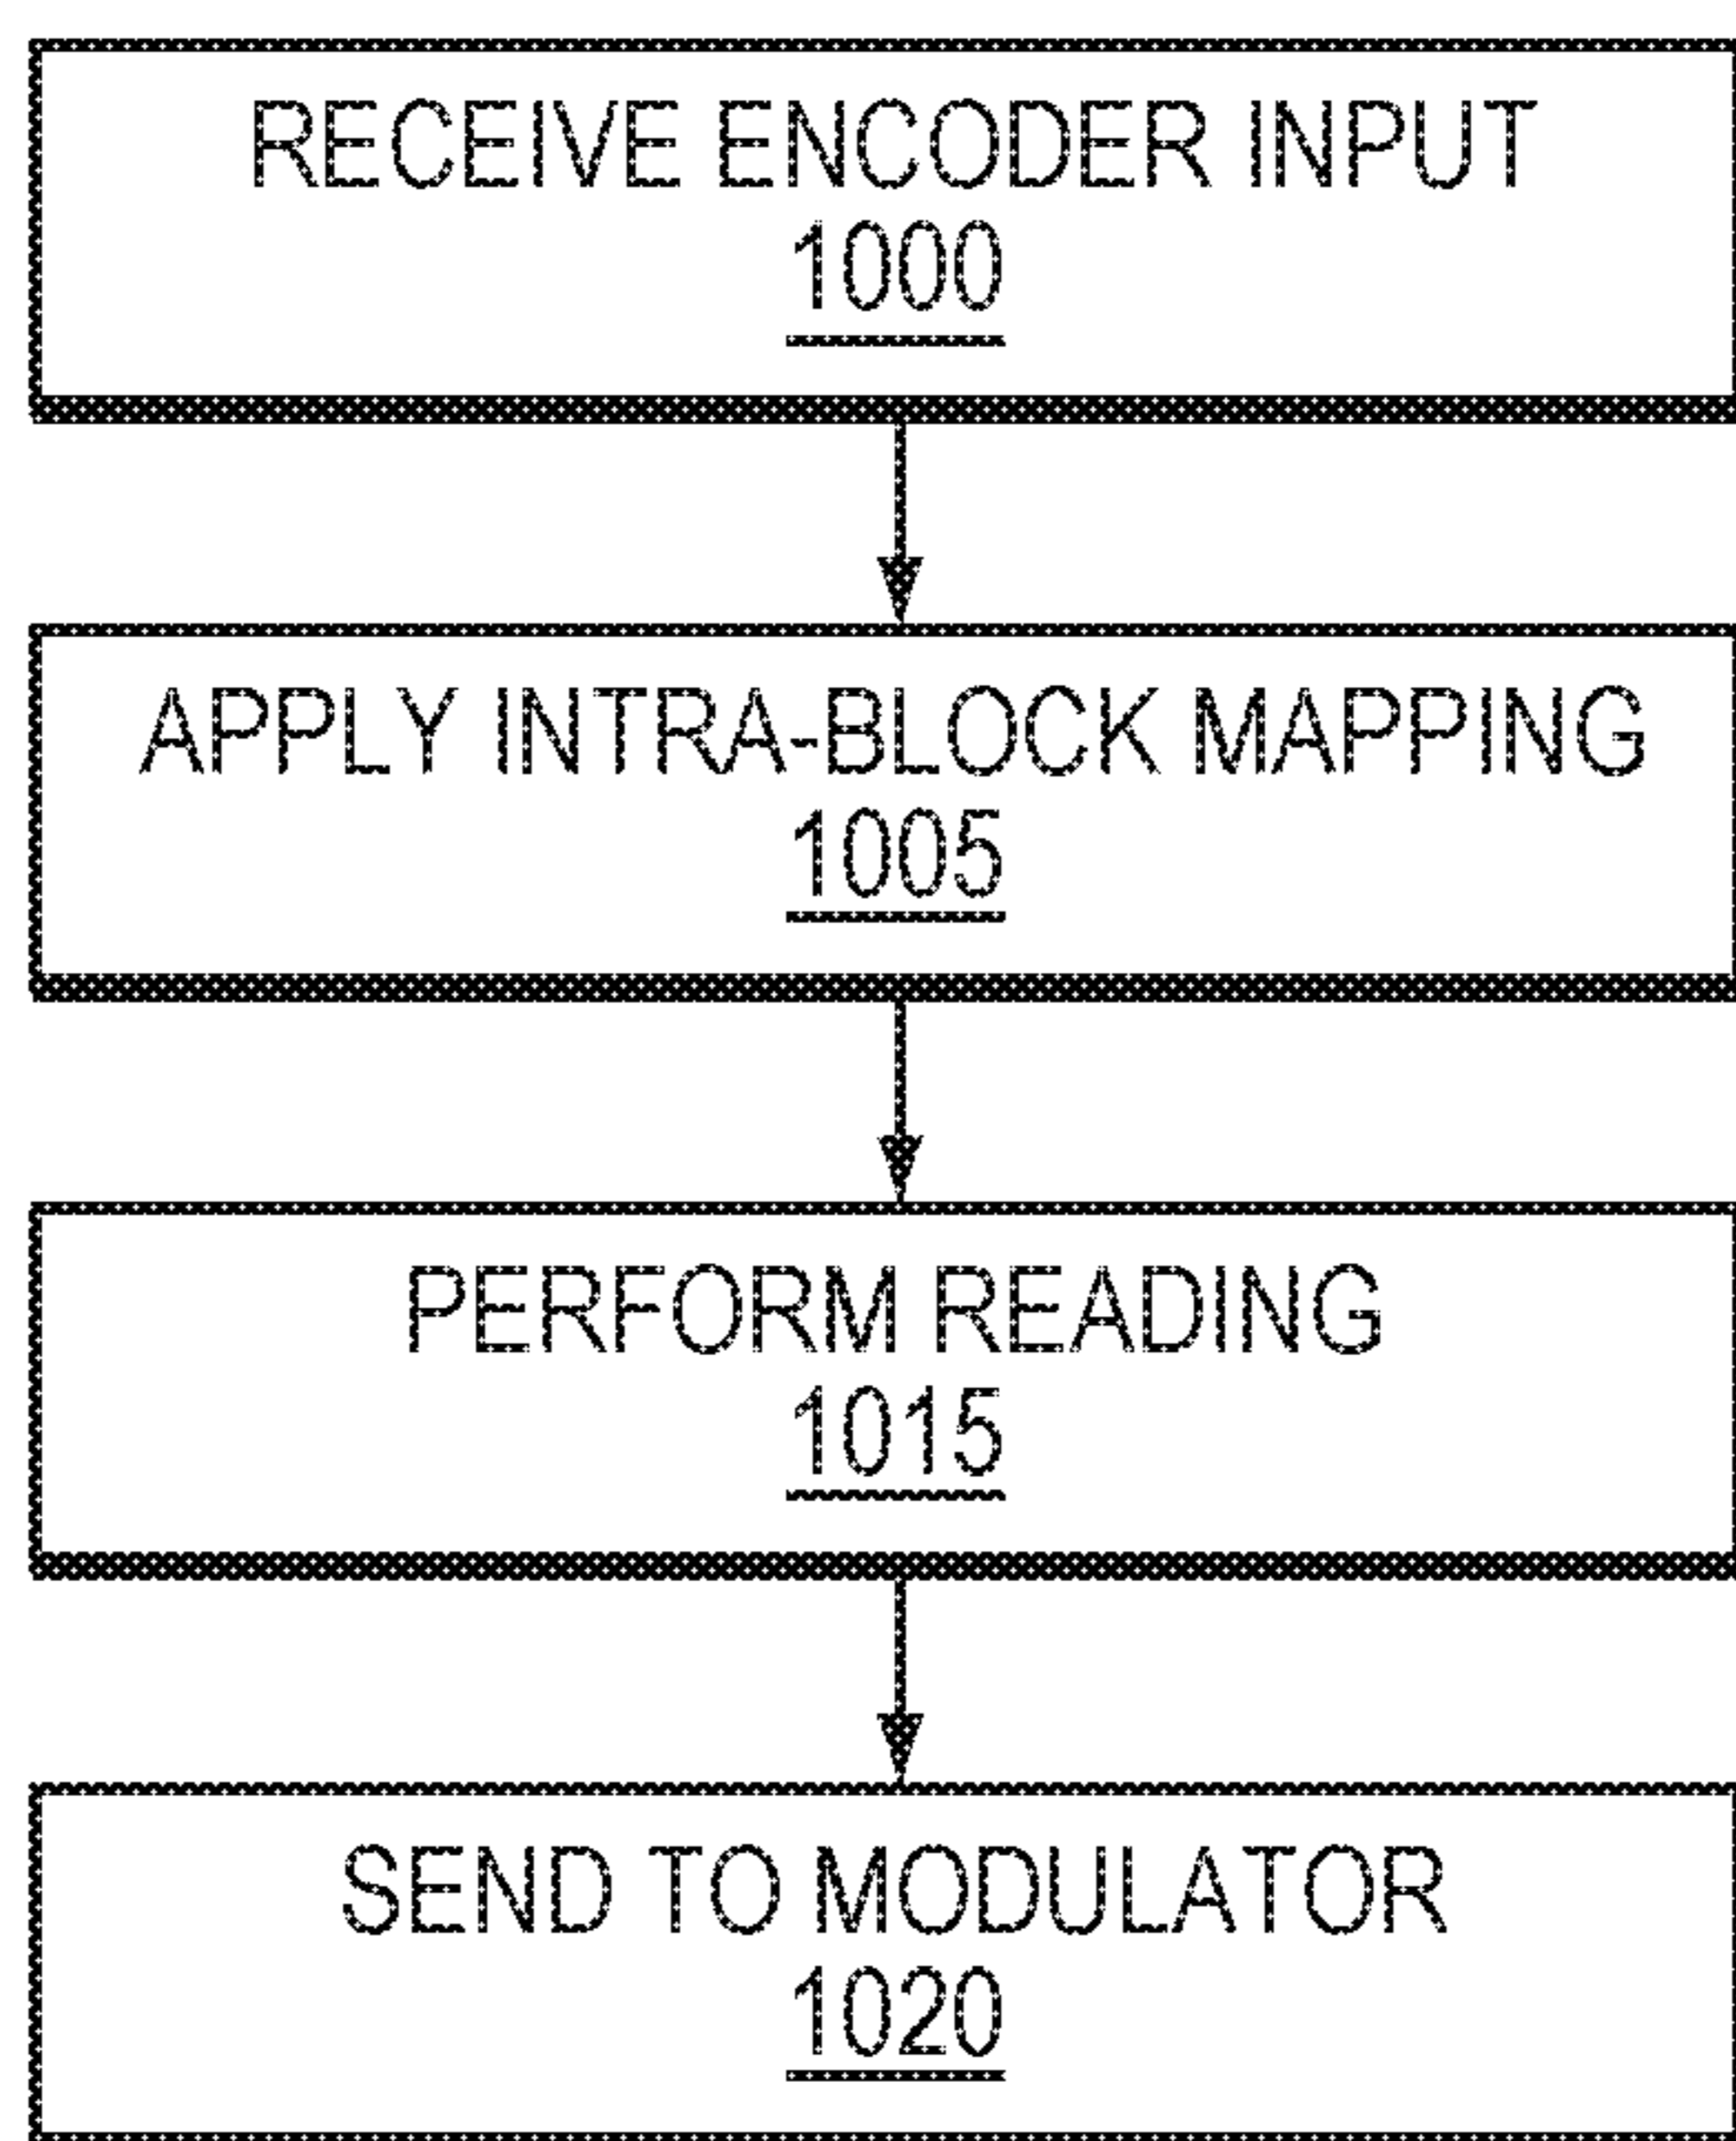 RECEIVE ENCODER INPUT
1000
APPLY INTRA-BLOCK MAPPING
1005
PERFORM READING
1015
SEND TO MODULATOR
1020